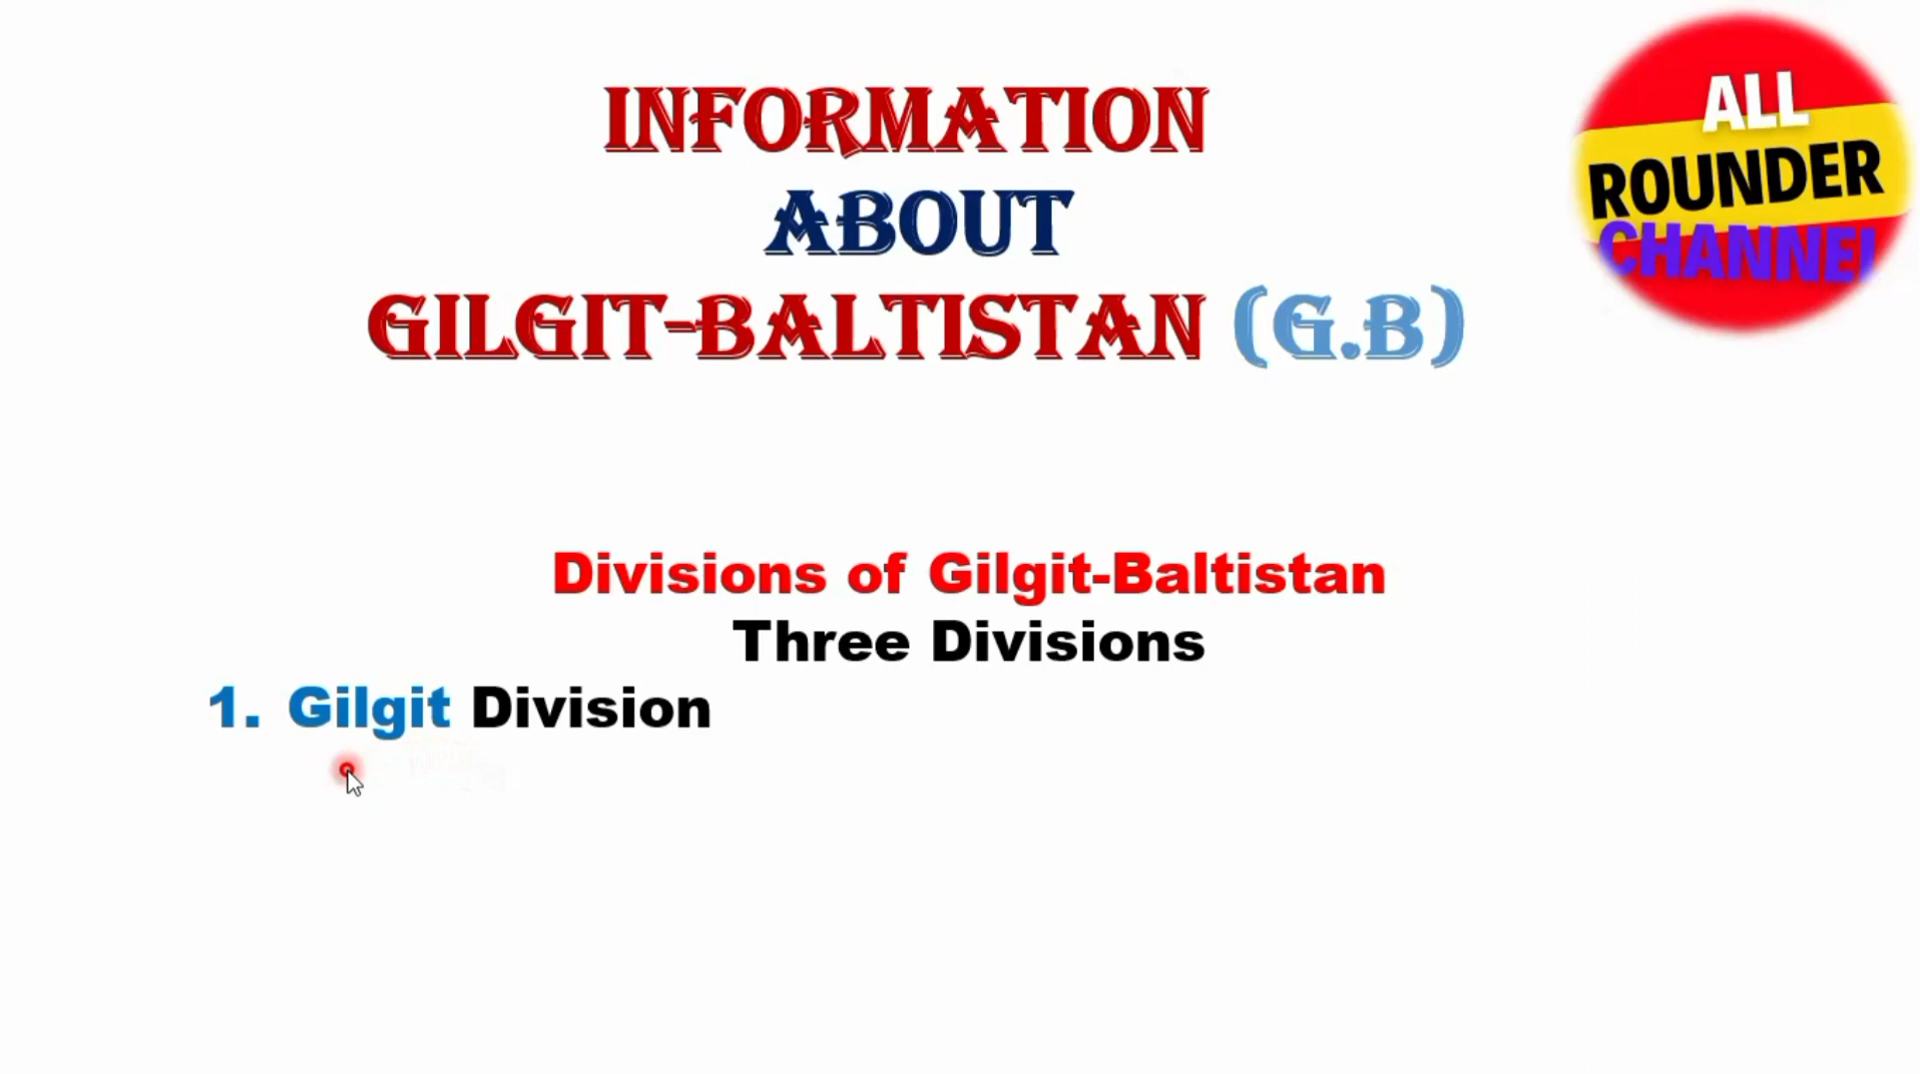 INFORMATION
ABOUT
GILGIT-BALTISTAN (G.B)
ALL
ROUNDER
CHANNEL
Divisions of Gilgit-Baltistan
Three Divisions
1. Gilgit Division